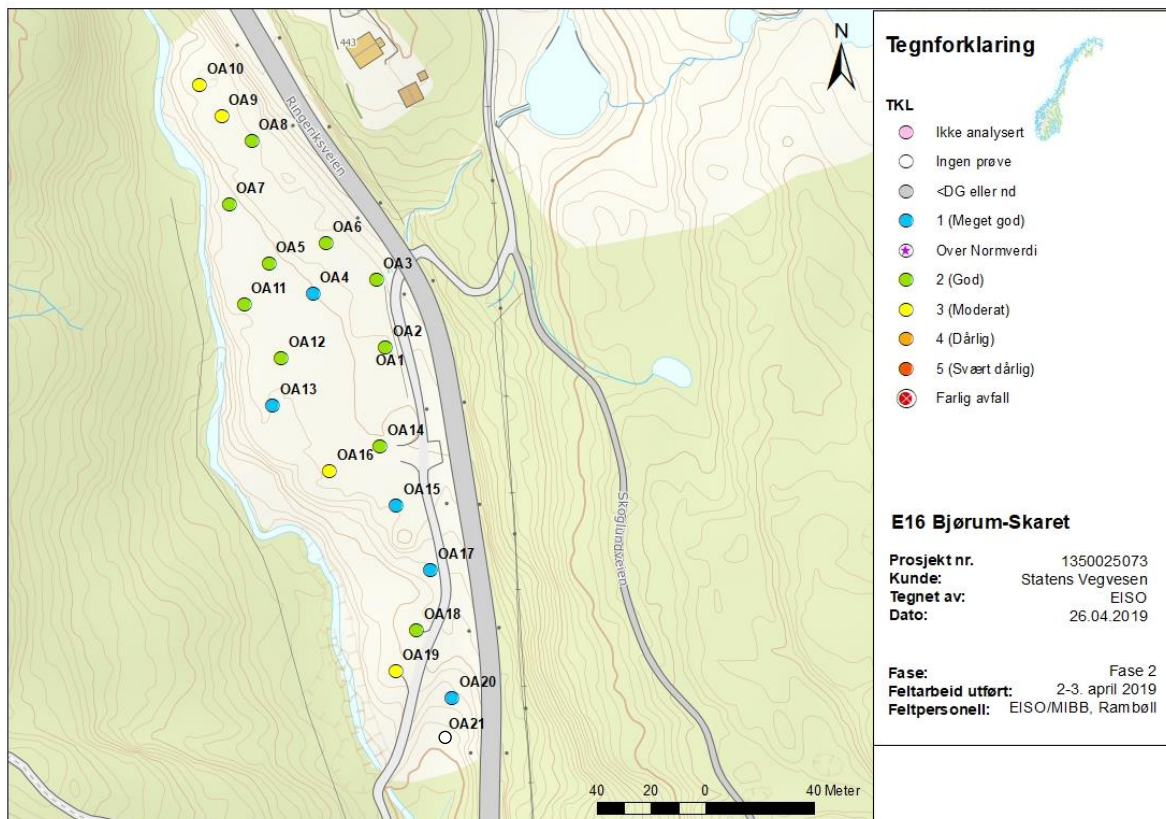 443
Ringeriksveien
OA10
OA9
OA8
OA7
OA6
OA5
OA3
OA4
OA11
OA2
OA12
OA1
OA13
OA14
OA16
OA15
Skoglundsveien
OA17
OA18
OA19
OA20
OA21
N
40 20 0 40 Meter
Tegnforklaring
TKL
Ikke analysert
Ingen prøve
<DG eller nd
1 (Meget god)
Over Normverdi
2 (God)
3 (Moderat)
4 (Dårlig)
5 (Svært dårlig)
Farlig avfall
E16 Bjørum-Skaret
Prosjekt nr. 1350025073
Kunde: Statens Vegvesen
Tegnet av: EISO
Dato: 26.04.2019
Fase: Fase 2
Feltarbeid utført: 2-3. april 2019
Feltpersonell: EISO/MIBB, Rambøll